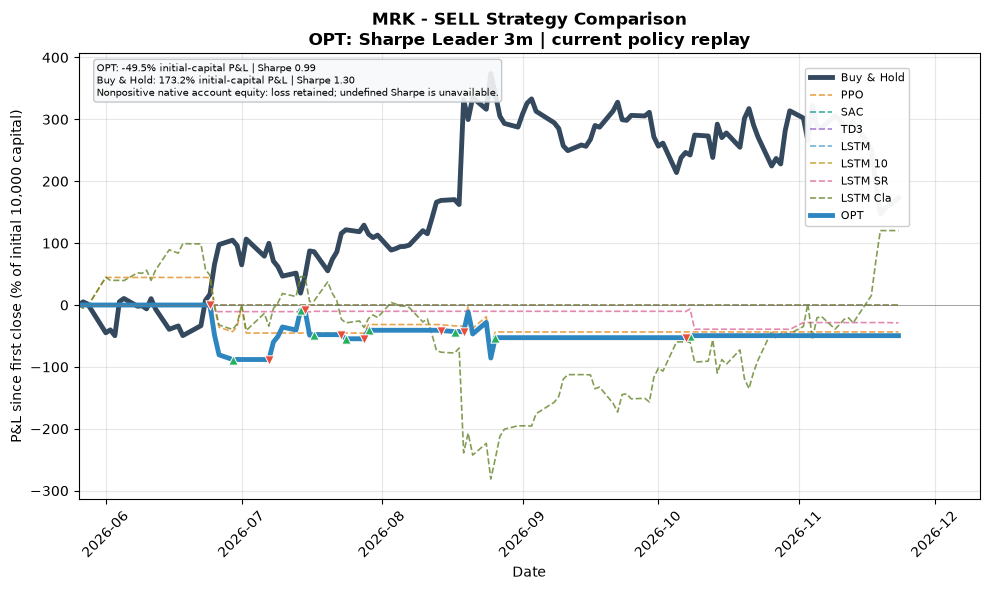 MRK - SELL Strategy Comparison
OPT: Sharpe Leader 3m | current policy replay
OPT: -49.5% initial-capital P&L | Sharpe 0.99
Buy & Hold: 173.2% initial-capital P&L | Sharpe 1.30
Nonpositive native account equity: loss retained; undefined Sharpe is unavailable.
Buy & Hold
PPO
SAC
TD3
LSTM
LSTM 10
LSTM SR
LSTM Cla
OPT
P&L since first close (% of initial 10,000 capital)
400
300
200
100
0
−100
−200
−300
2026-06
2026-07
2026-08
2026-09
2026-10
2026-11
2026-12
Date